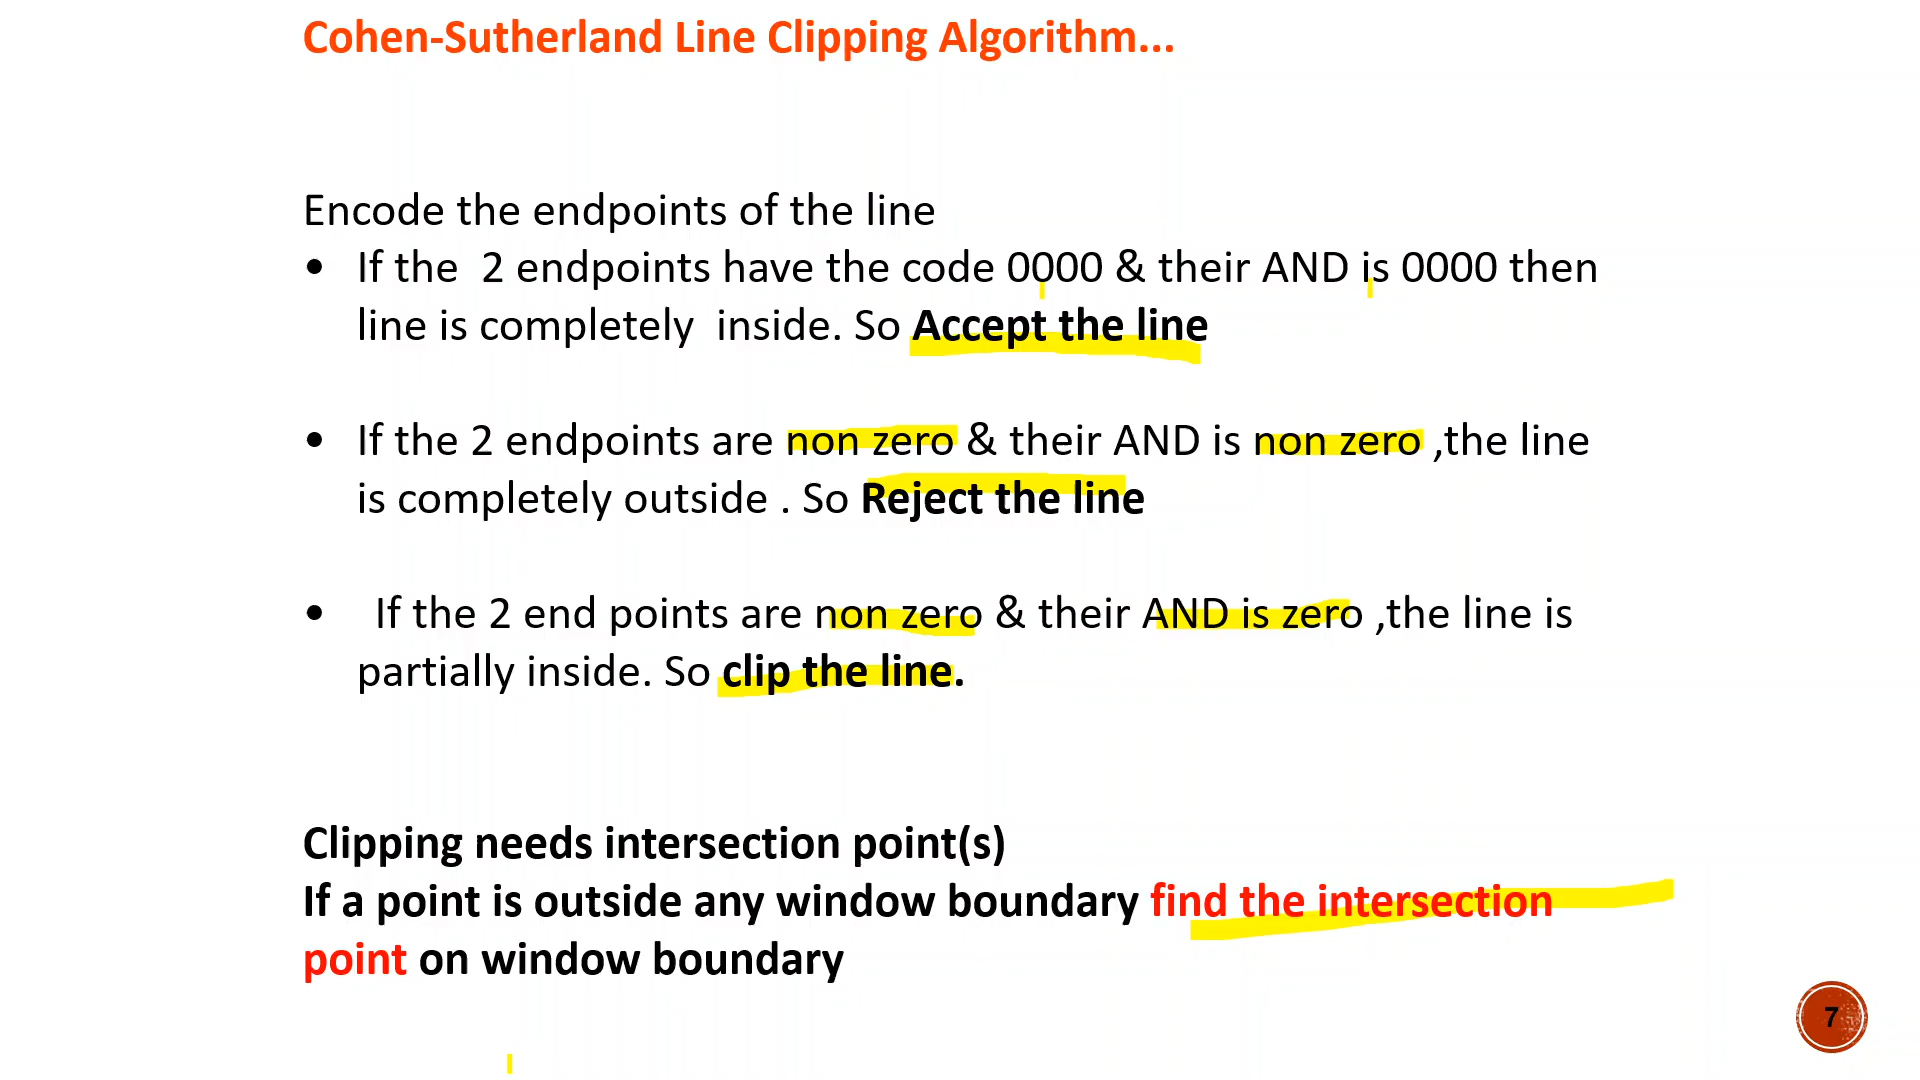 Cohen-Sutherland Line Clipping Algorithm...
Encode the endpoints of the line
• If the 2 endpoints have the code 0000 & their AND is 0000 then
line is completely inside. So Accept the line
• If the 2 endpoints are non zero & their AND is non zero ,the line
is completely outside . So Reject the line
• If the 2 end points are non zero & their AND is zero ,the line is
partially inside. So clip the line.
Clipping needs intersection point(s)
If a point is outside any window boundary find the intersection
point on window boundary
7